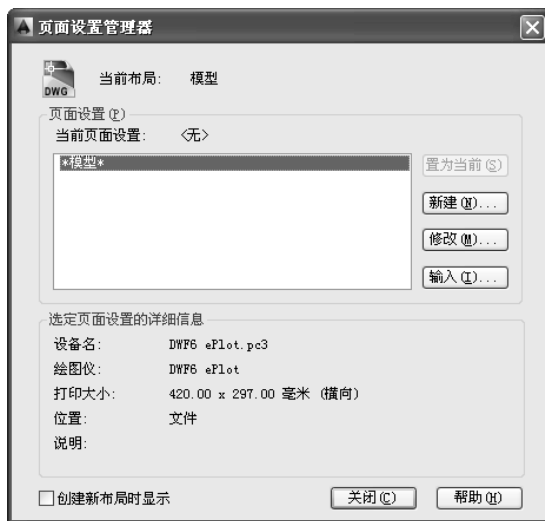 页面设置管理器
DWG
当前布局: 模型
页面设置(P)
当前页面设置: <无>
*模型*
置为当前(S)
新建(N)...
修改(M)...
输入(I)...
选定页面设置的详细信息
设备名: DWF6 ePlot.pc3
绘图仪: DWF6 ePlot
打印大小: 420.00 x 297.00 毫米 (横向)
位置: 文件
说明:
创建新布局时显示
关闭(C)
帮助(H)